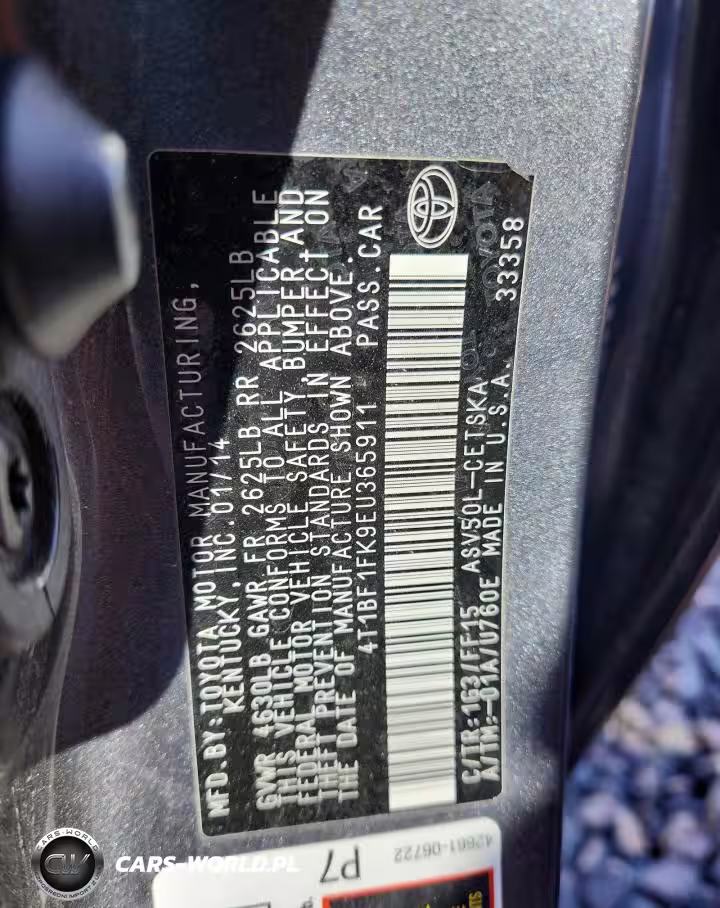 MFD.BY:TOYOTA MOTOR MANUFACTURING,
KENTUCKY,INC.01/14
GVWR 4630LB GAWR FR 2625LB RR 2625LB
THIS VEHICLE CONFORMS TO ALL APPLICABLE
FEDERAL MOTOR VEHICLE SAFETY, BUMPER, AND
THEFT PREVENTION STANDARDS IN EFFECT ON
THE DATE OF MANUFACTURE SHOWN ABOVE.
4T1BF1FK9EU365911 PASS.CAR
C/TR:1G3/FF15 ASV50L-CETSKA
A/TM:-01A/U760E MADE IN U.S.A. 33358
42661-06722
P7
CARS-WORLD
CW
CARS-WORLD.PL